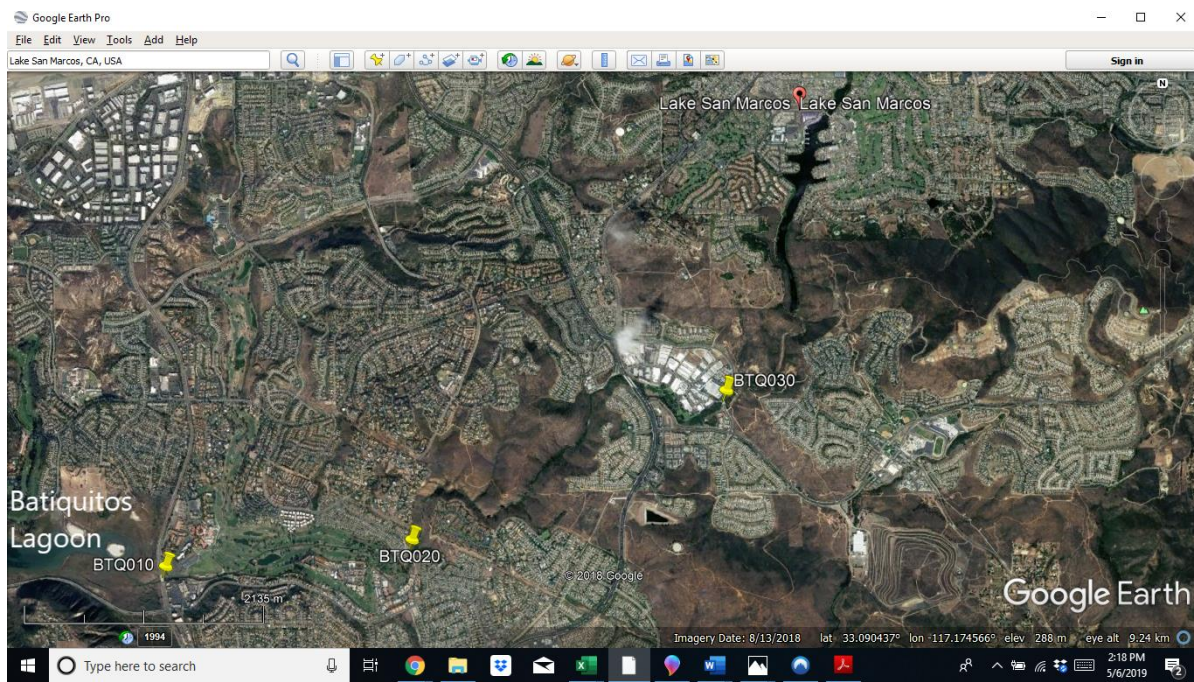 Google Earth Pro
File Edit View Tools Add Help
Lake San Marcos, CA, USA
Sign in
N
Lake San Marcos Lake San Marcos
BTQ030
Batiquitos
Lagoon
BTQ010
BTQ020
© 2018 Google
Google Earth
2135 m
1994
Imagery Date: 8/13/2018 lat 33.090437° lon -117.174566° elev 288 m eye alt 9.24 km
Type here to search
2:18 PM
5/6/2019
2